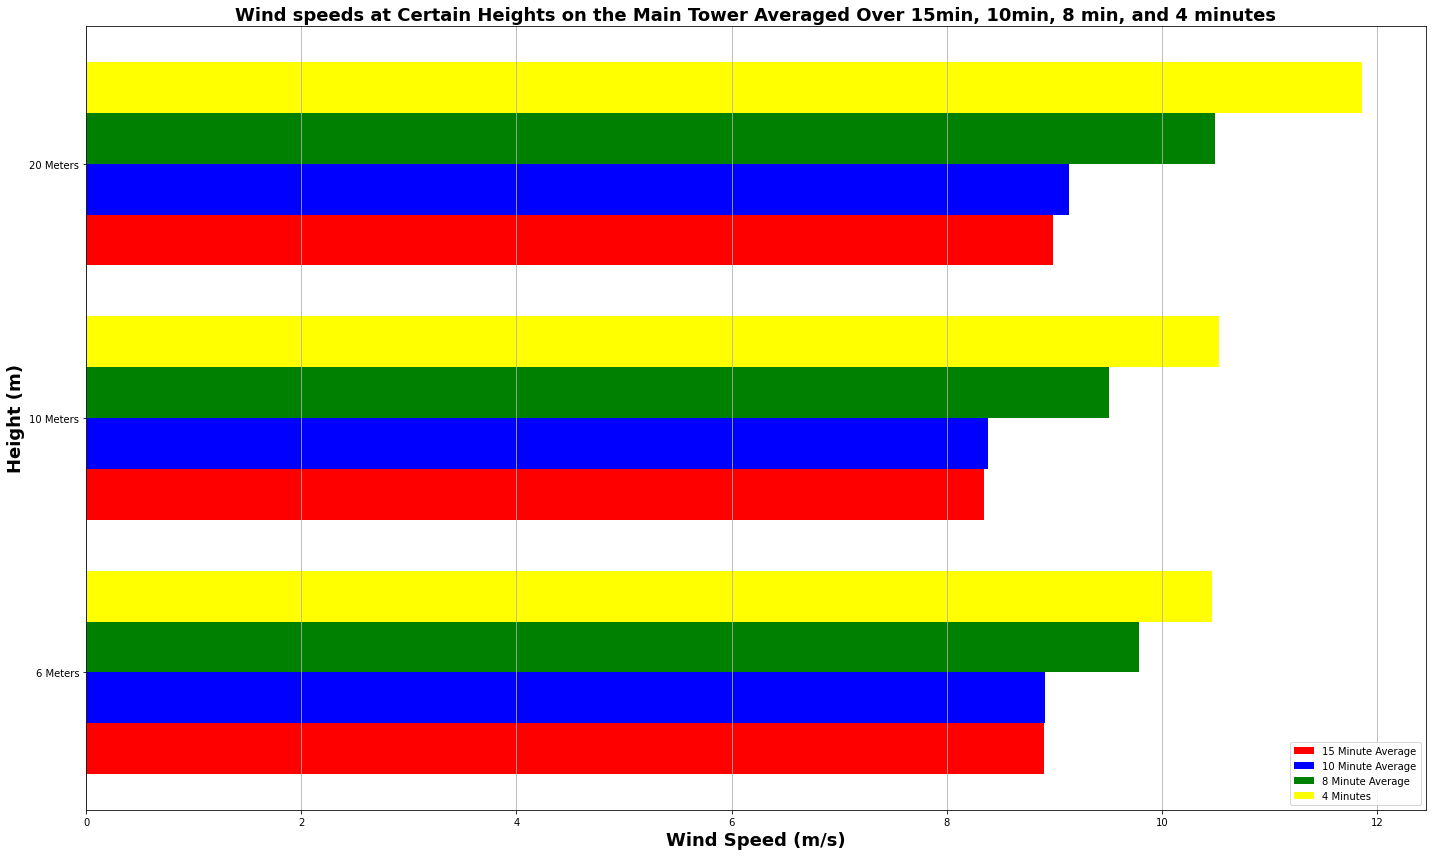 Wind speeds at Certain Heights on the Main Tower Averaged Over 15min, 10min, 8 min, and 4 minutes
Height (m)
20 Meters
10 Meters
6 Meters
15 Minute Average
10 Minute Average
8 Minute Average
4 Minutes
0 2 4 6 8 10 12
Wind Speed (m/s)